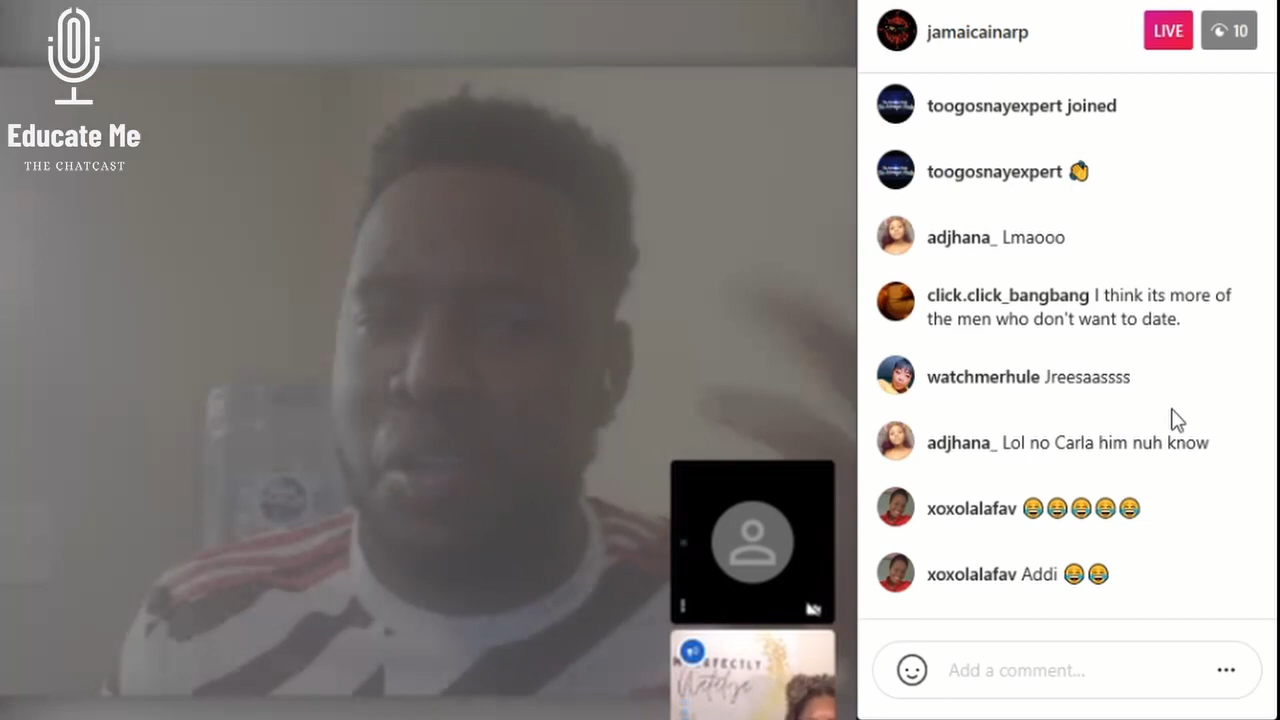 Educate Me
THE CHATCAST
jamaicainarp
LIVE
10
toogosnayexpert joined
toogosnayexpert 👏
adjhana_ Lmaooo
click.click_bangbang I think its more of
the men who don't want to date.
watchmerhule Jreesaassss
adjhana_ Lol no Carla him nuh know
xoxolalafav 😂😂😂😂😂
xoxolalafav Addi 😂😂
Add a comment...